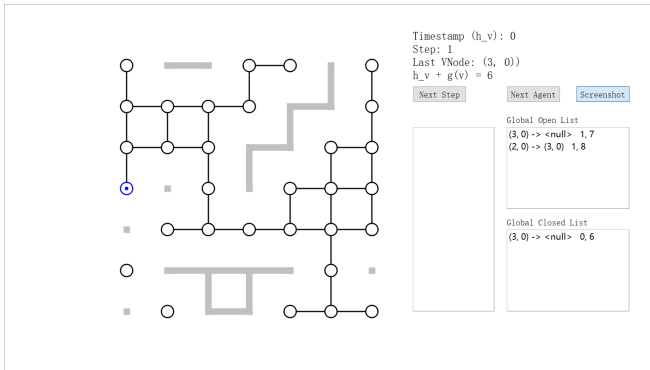 Timestamp (h_v): 0
Step: 1
Last VNode: (3, 0))
h_v + g(v) = 6
Next Step Next Agent Screenshot
Global Open List
(3, 0) -> <null> 1, 7
(2, 0) -> (3, 0) 1, 8
Global Closed List
(3, 0) -> <null> 0, 6